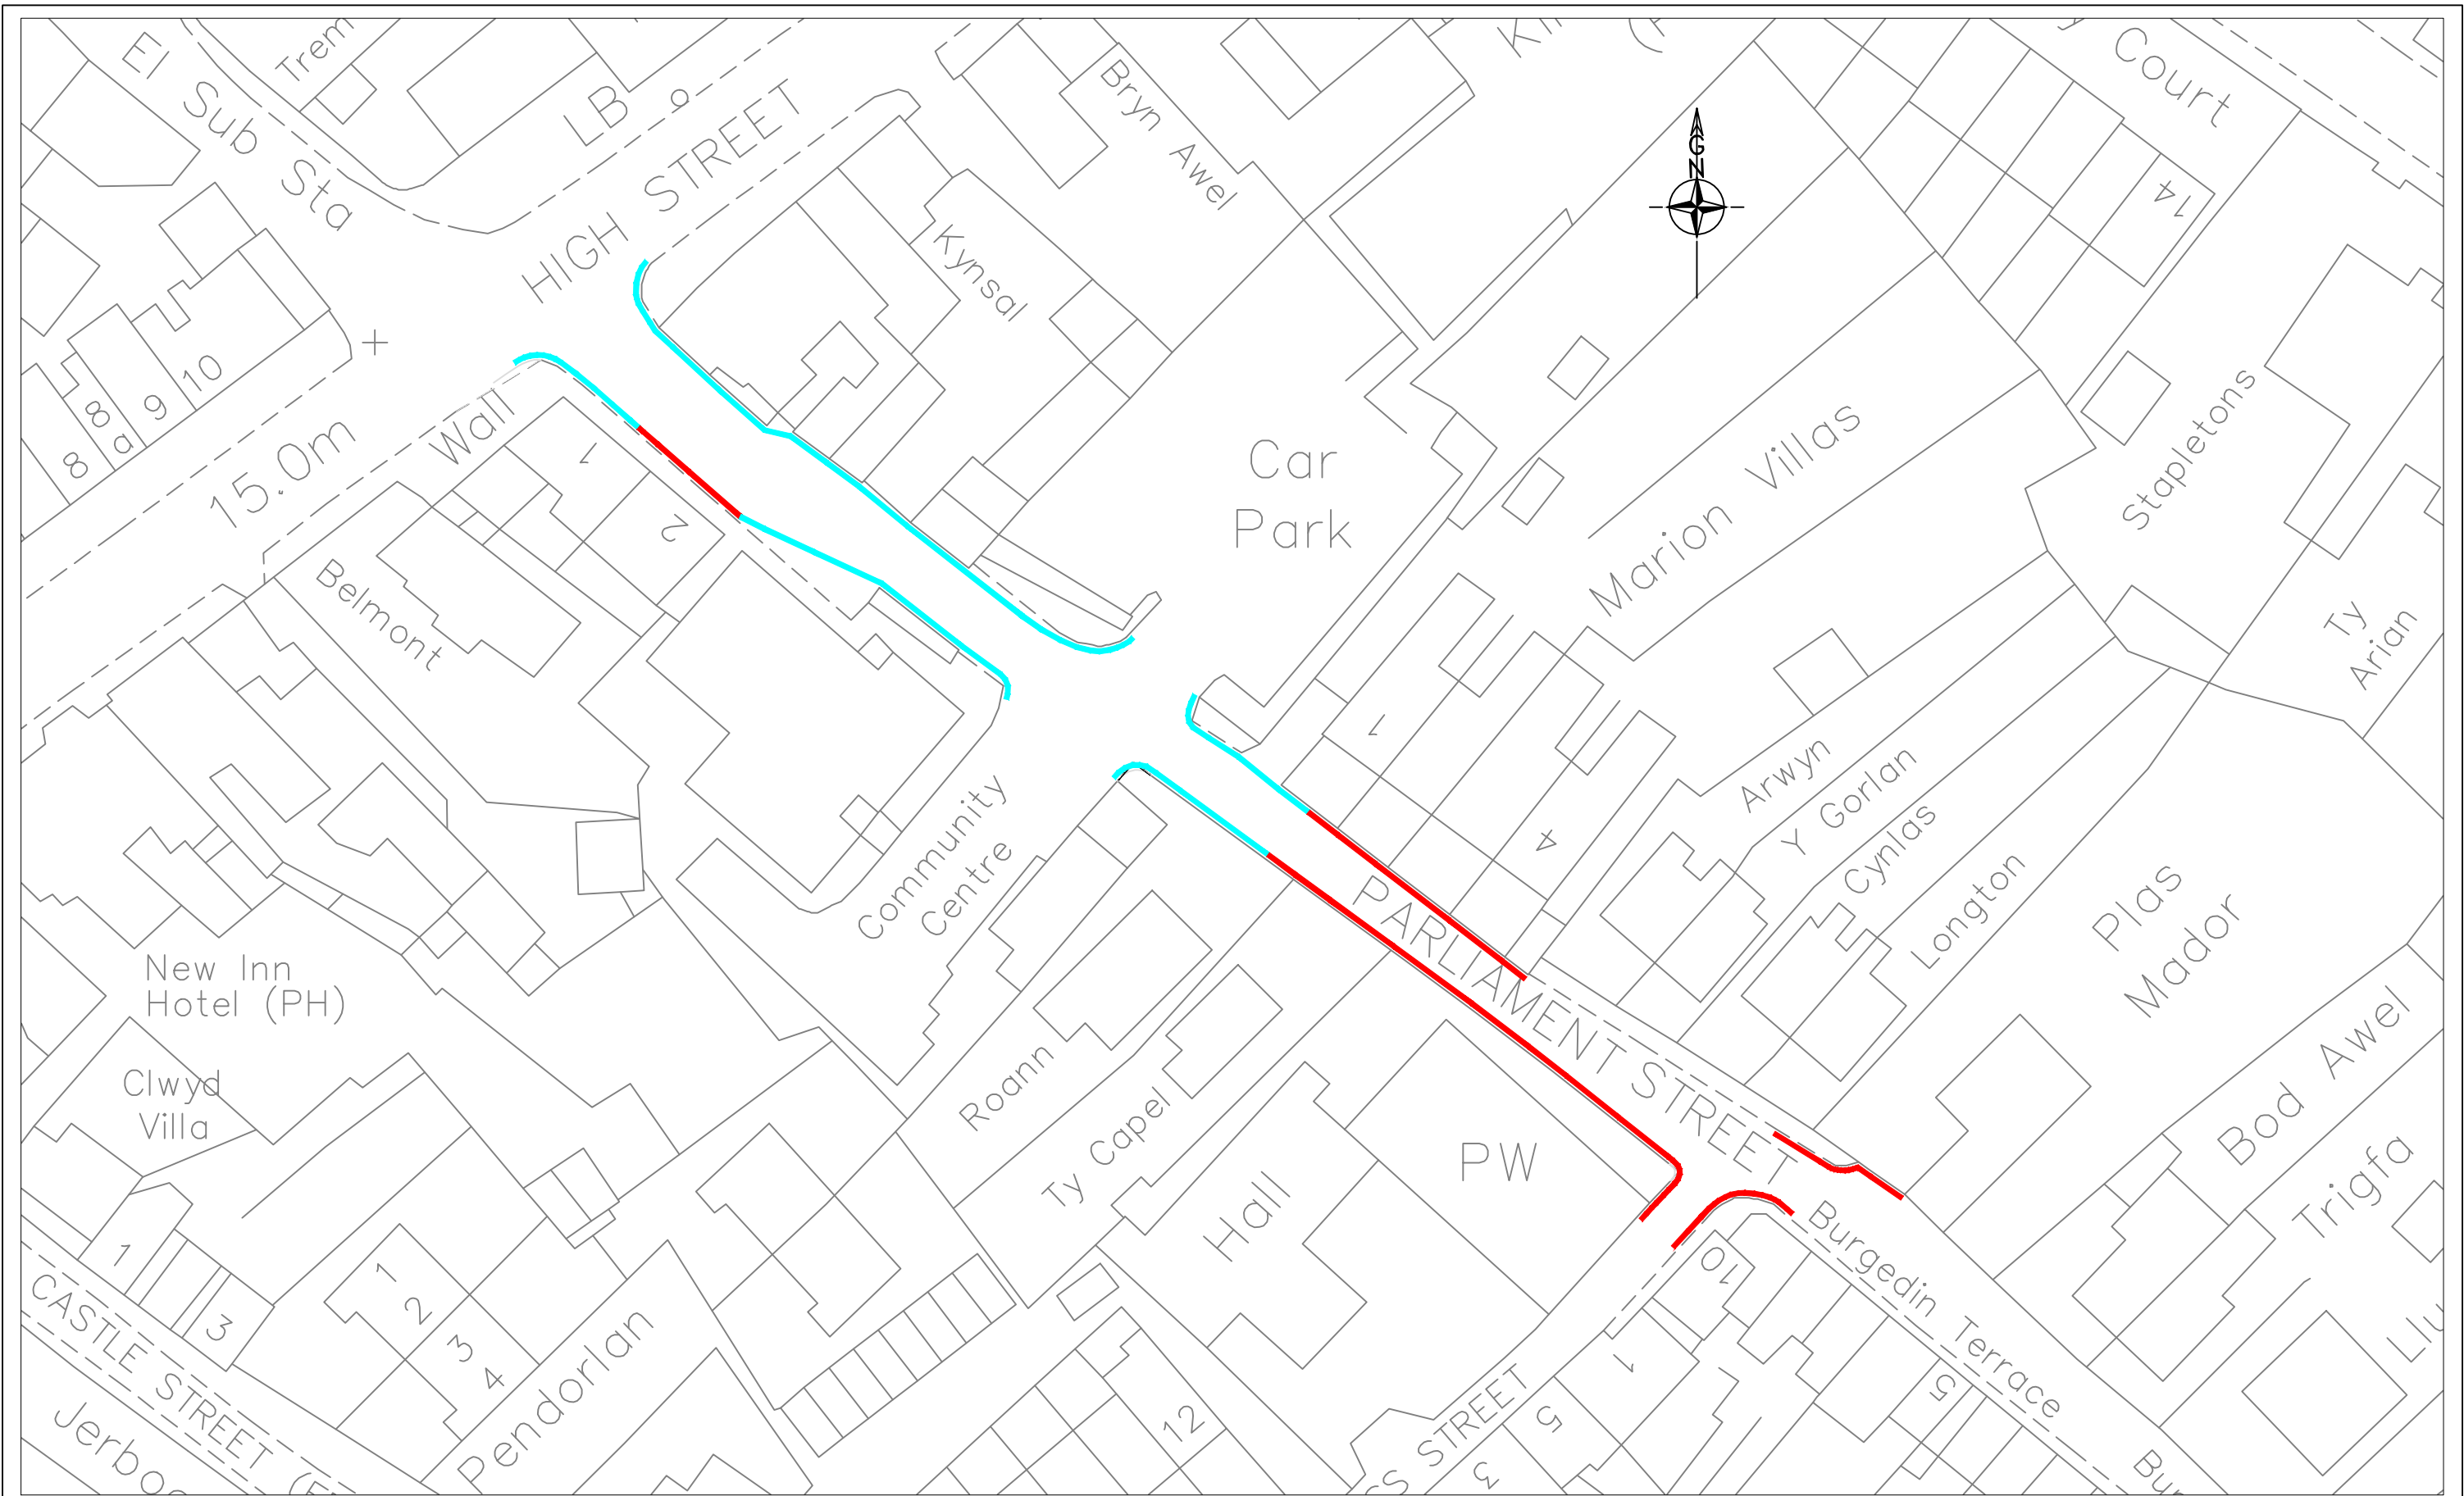 El Sub Sta
Trem
LB
HIGH STREET
Bryn Awel
Court
G
N
14
Kynsal
8
8a
9
10
15.0m
Wall
1
2
Belmont
Car
Park
Marion Villas
Stapletons
Ty
Arian
1
4
Arwyn
Y Gorlan
Cynlas
Longton
Plas
Mador
Bod Awel
Trigfa
Community
Centre
PARLIAMENT STREET
New Inn
Hotel (PH)
Clwyd
Villa
Roann
Ty Capel
Hall
PW
10
Burgedin Terrace
5
1
3
CASTLE STREET
1
2
3
4
Pendorlan
12
STREET
1
5
3